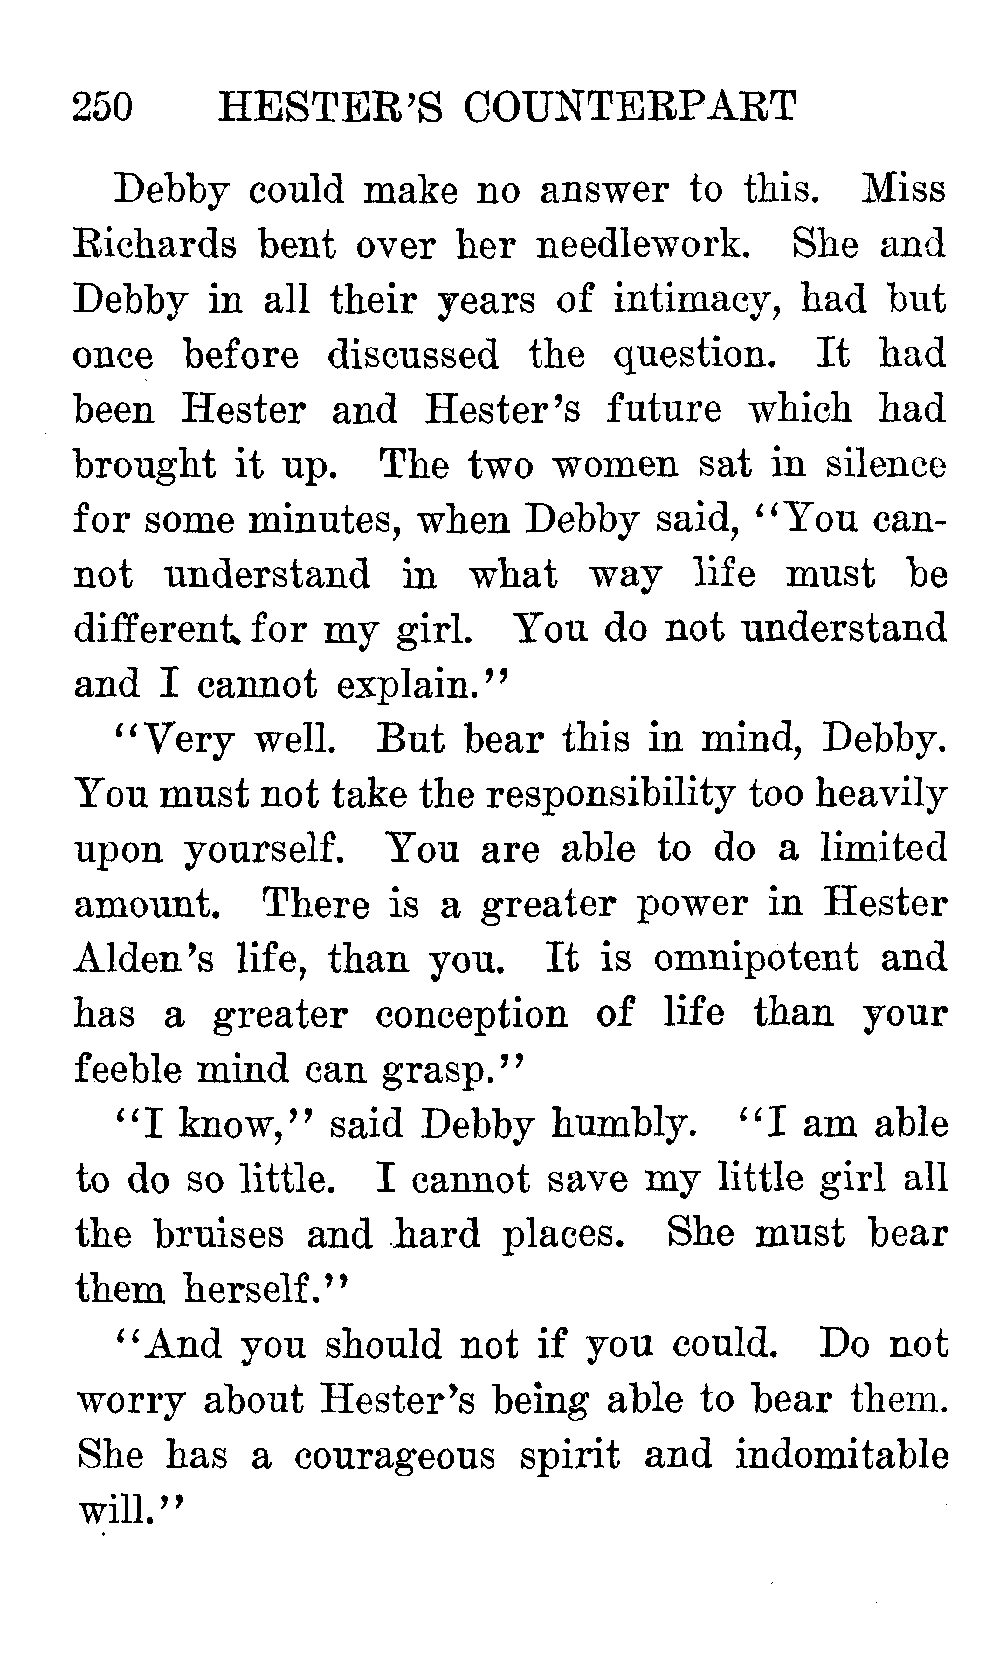 250 HESTER'S COUNTERPART
Debby could make no answer to this. Miss
Richards bent over her needlework. She and
Debby in all their years of intimacy, had but
once before discussed the question. It had
been Hester and Hester's future which had
brought it up. The two women sat in silence
for some minutes, when Debby said, "You can-
not understand in what way life must be
different for my girl. You do not understand
and I cannot explain."
"Very well. But bear this in mind, Debby.
You must not take the responsibility too heavily
upon yourself. You are able to do a limited
amount. There is a greater power in Hester
Alden's life, than you. It is omnipotent and
has a greater conception of life than your
feeble mind can grasp."
"I know," said Debby humbly. "I am able
to do so little. I cannot save my little girl all
the bruises and hard places. She must bear
them herself."
"And you should not if you could. Do not
worry about Hester's being able to bear them.
She has a courageous spirit and indomitable
will."